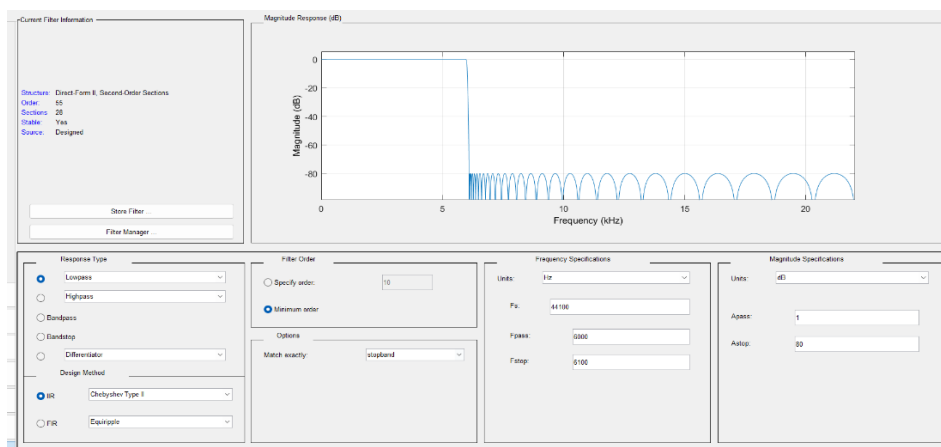 Current Filter Information
Structure: Direct-Form II, Second-Order Sections
Order: 55
Sections 28
Stable: Yes
Source: Designed
Store Filter ...
Filter Manager ...
Magnitude Response (dB)
Magnitude (dB)
0
-20
-40
-60
-80
0 5 10 15 20
Frequency (kHz)
Response Type
Lowpass
Highpass
Bandpass
Bandstop
Differentiator
Design Method
IIR Chebyshev Type II
FIR Equiripple
Filter Order
Specify order: 10
Minimum order
Options
Match exactly: stopband
Frequency Specifications
Units: Hz
Fs: 44100
Fpass: 6000
Fstop: 6100
Magnitude Specifications
Units: dB
Apass: 1
Astop: 80